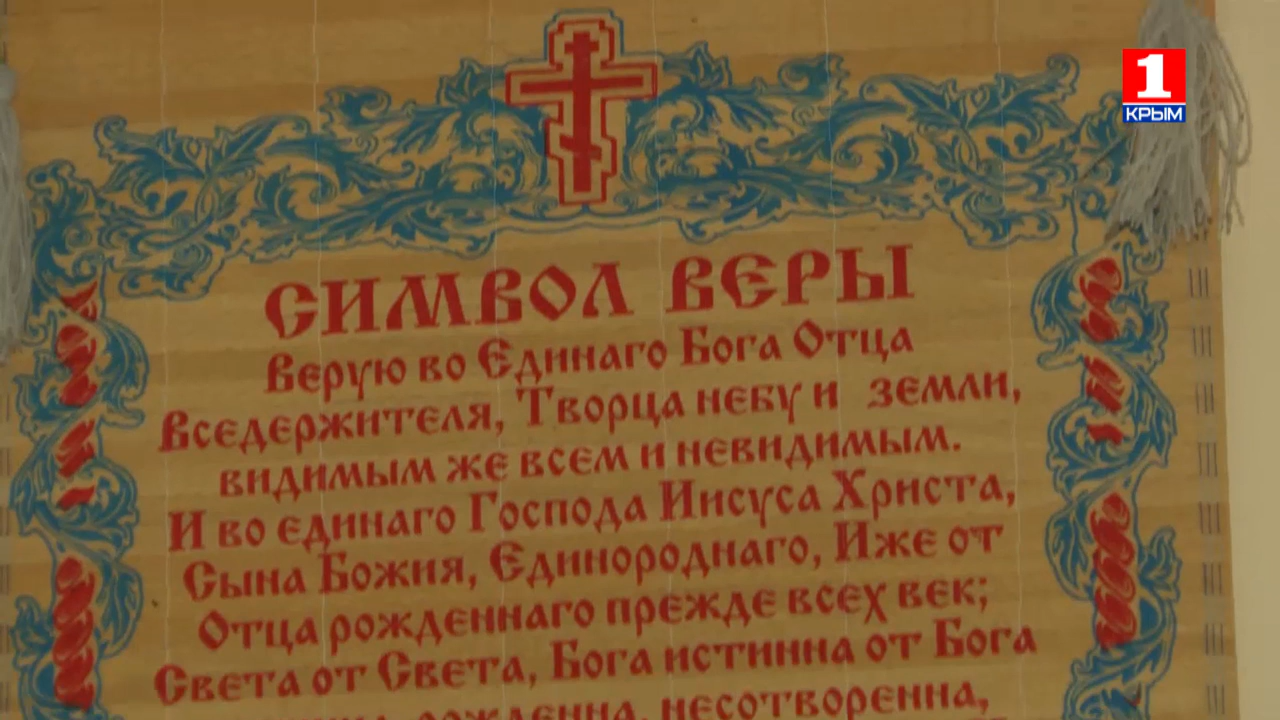 1
КРЫМ
СИМВОЛ ВЕРЫ
Верую во Единаго Бога Отца
Вседержителя, Творца небу и земли,
видимым же всем и невидимым.
И во единаго Господа Иисуса Христа,
Сына Божия, Единороднаго, Иже от
Отца рожденнаго прежде всех век;
Света от Света, Бога истинна от Бога
рожденна, несотворенна,